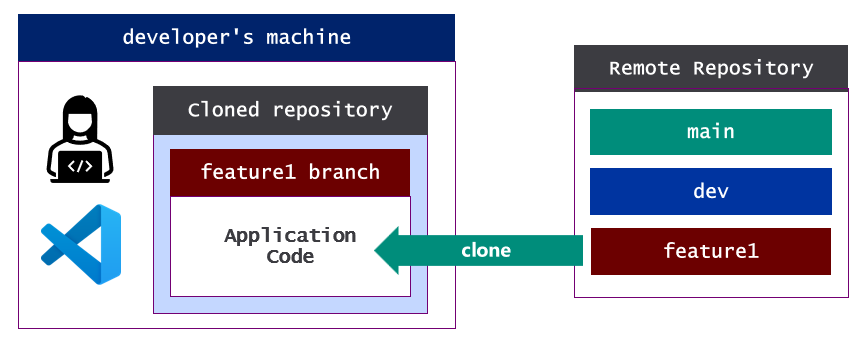 developer's machine
Cloned repository
feature1 branch
Application
Code
</>
clone
Remote Repository
main
dev
feature1